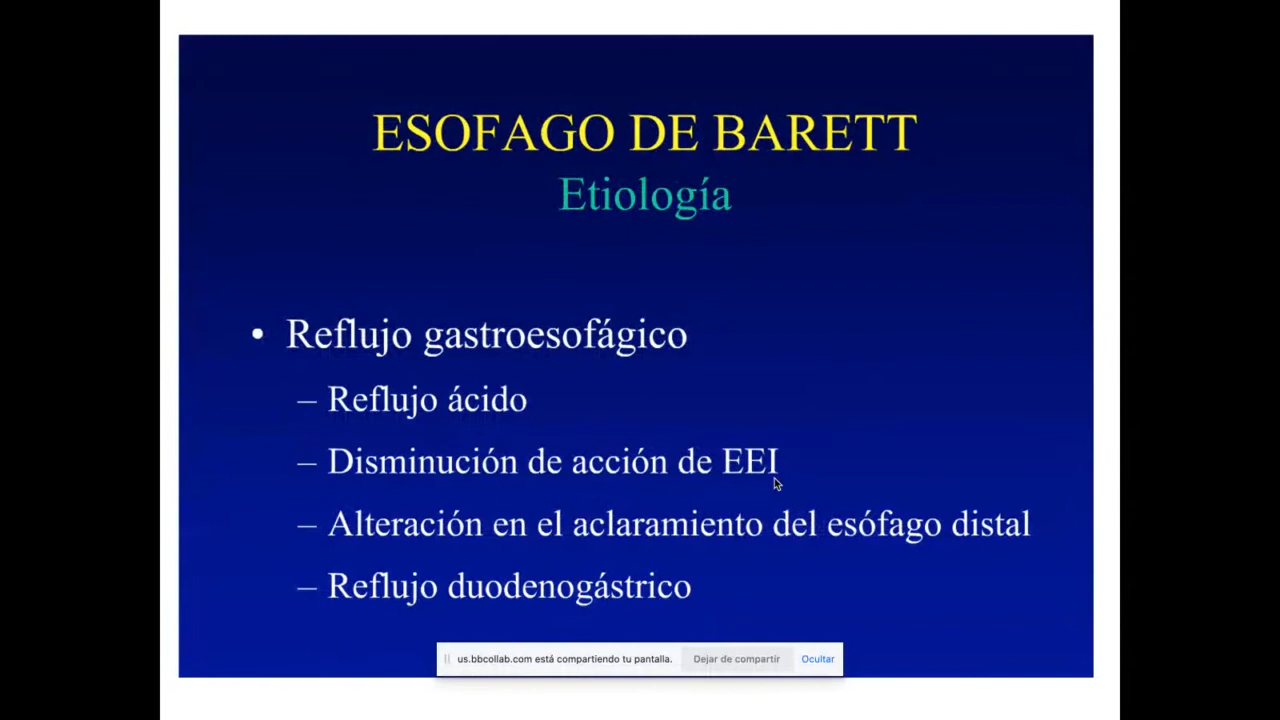 ESOFAGO DE BARETT
Etiología
• Reflujo gastroesofágico
– Reflujo ácido
– Disminución de acción de EEI
– Alteración en el aclaramiento del esófago distal
– Reflujo duodenogástrico
us.bbcollab.com está compartiendo tu pantalla. Dejar de compartir Ocultar